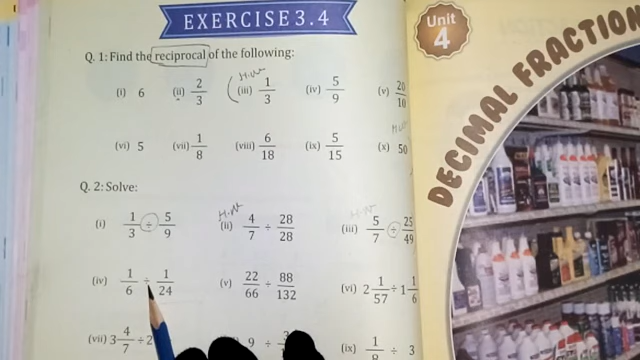 EXERCISE 3.4
Unit
4
Q. 1: Find the reciprocal of the following:
H.W
(i) 6 (ii) 2/3 (iii) 1/3 (iv) 5/9 (v) 20/10
(vi) 5 (vii) 1/8 (viii) 6/18 (ix) 5/15 (x) 50
DECIMAL FRACTION
Q. 2: Solve:
H.W H.W
(i) 1/3 ÷ 5/9 (ii) 4/7 ÷ 28/28 (iii) 5/7 ÷ 25/49
(iv) 1/6 ÷ 1/24 (v) 22/66 ÷ 88/132 (vi) 2 1/57 ÷ 1 1/6
(vii) 3 4/7 ÷ 2 9 ÷ (ix) 1/8 ÷ 3